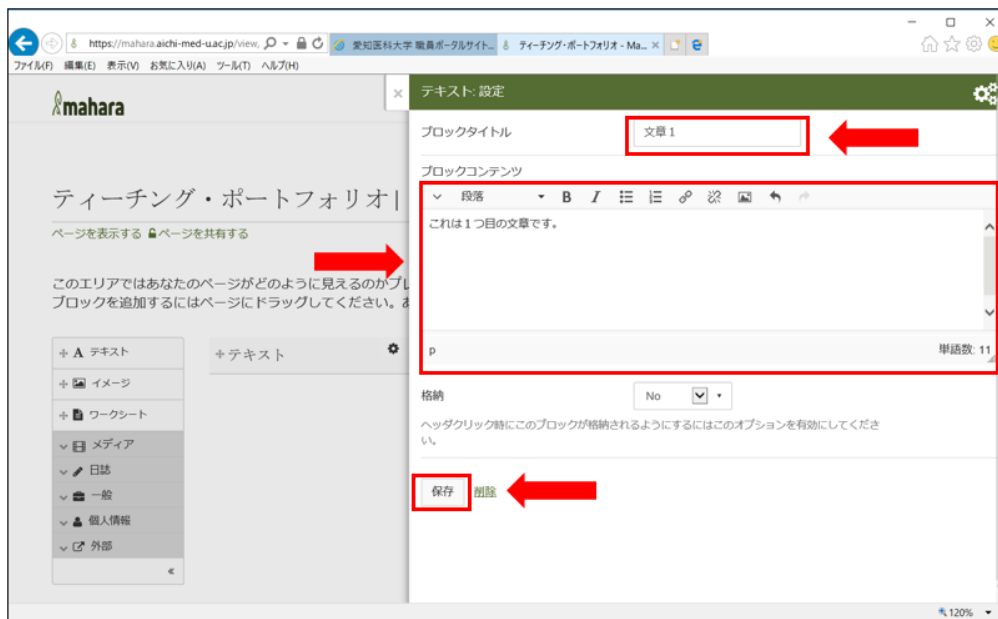 https://mahara.aichi-med-u.ac.jp/view,
愛知医科大学 職員ポータルサイト...
ティーチング・ポートフォリオ - Ma...
ファイル(F) 編集(E) 表示(V) お気に入り(A) ツール(T) ヘルプ(H)
mahara
ティーチング・ポートフォリオ|
ページを表示する ページを共有する
このエリアではあなたのページがどのように見えるのかプレ
ブロックを追加するにはページにドラッグしてください。あ
テキスト
イメージ
ワークシート
メディア
日誌
一般
個人情報
外部
«
テキスト
テキスト: 設定
ブロックタイトル
文章1
ブロックコンテンツ
段落 B I
これは1つ目の文章です。
p 単語数: 11
格納 No
ヘッダクリック時にこのブロックが格納されるようにするにはこのオプションを有効にしてくださ
い。
保存 削除
120%